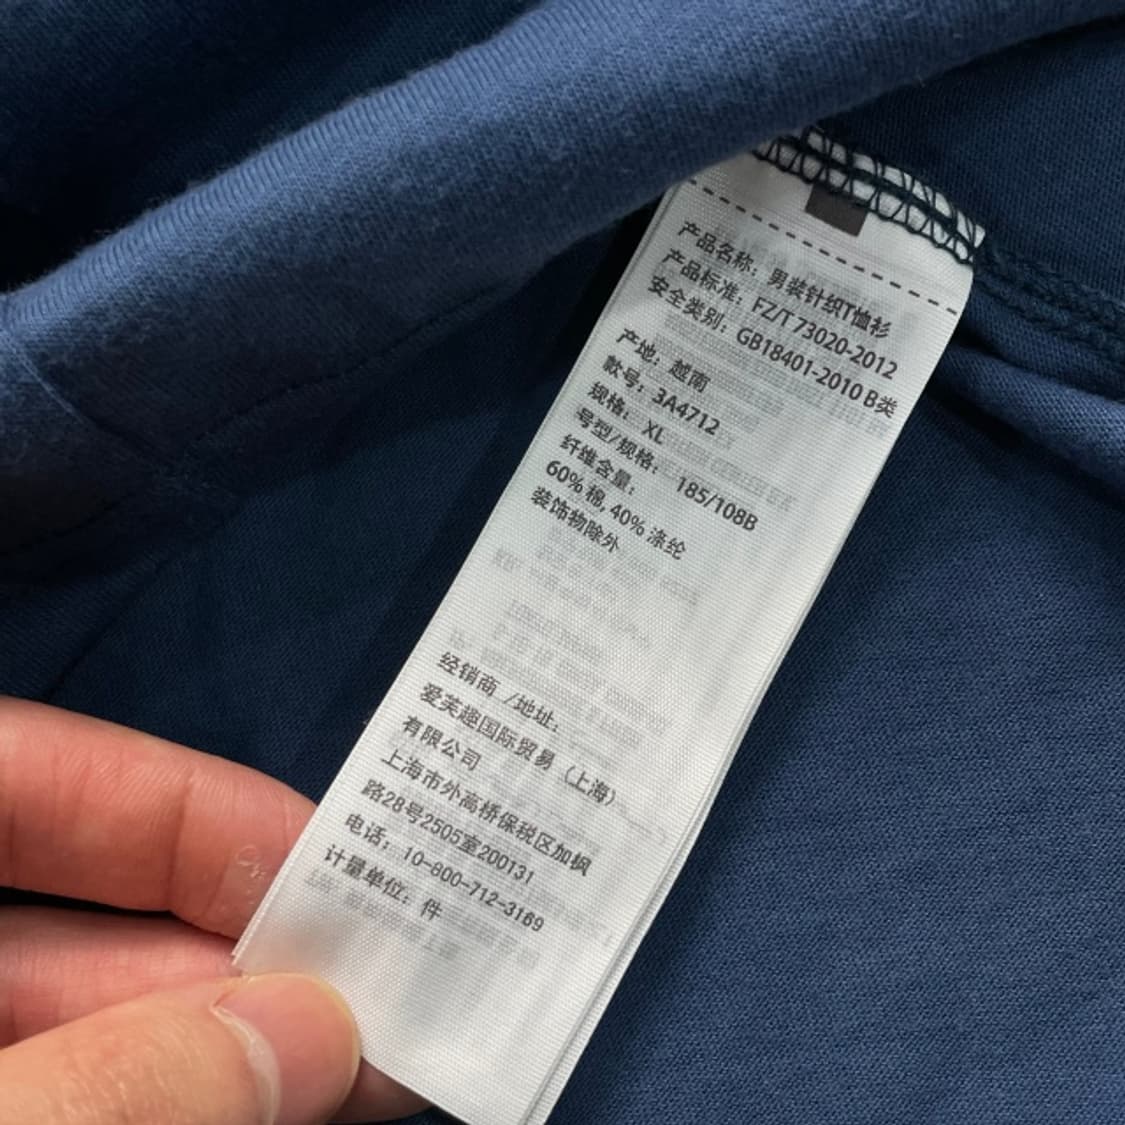 产品名称：男装针织T恤衫
产品标准：FZ/T 73020-2012
安全类别：GB18401-2010 B类
产地：越南
款号：3A4712
规格：XL
号型/规格：185/108B
纤维含量：
60% 棉, 40% 涤纶
装饰物除外
经销商 /地址：
爱芙趣国际贸易（上海）
有限公司
上海市外高桥保税区加枫
路28号2505室200131
电话：10-800-712-3169
计量单位：件